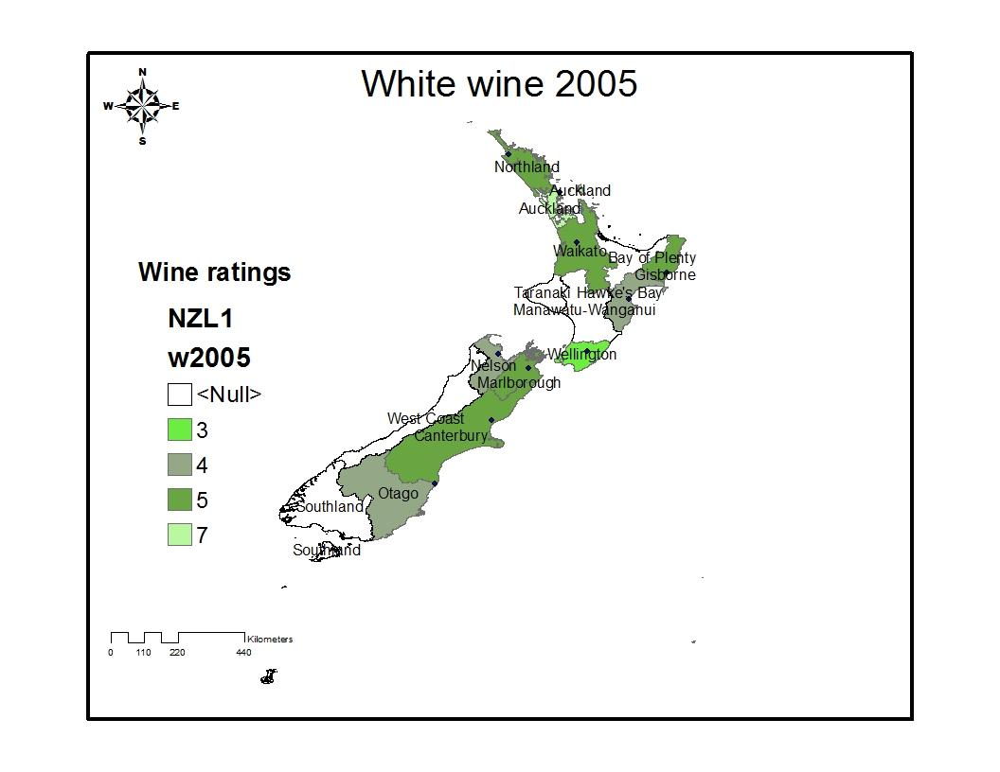 White wine 2005
N
W E
S
Northland
Auckland
Auckland
Waikato
Bay of Plenty
Gisborne
Taranaki Hawke's Bay
Manawatu-Wanganui
Wellington
Nelson
Marlborough
West Coast
Canterbury
Otago
Southland
Southland
Wine ratings
NZL1
w2005
<Null>
3
4
5
7
Kilometers
0 110 220 440